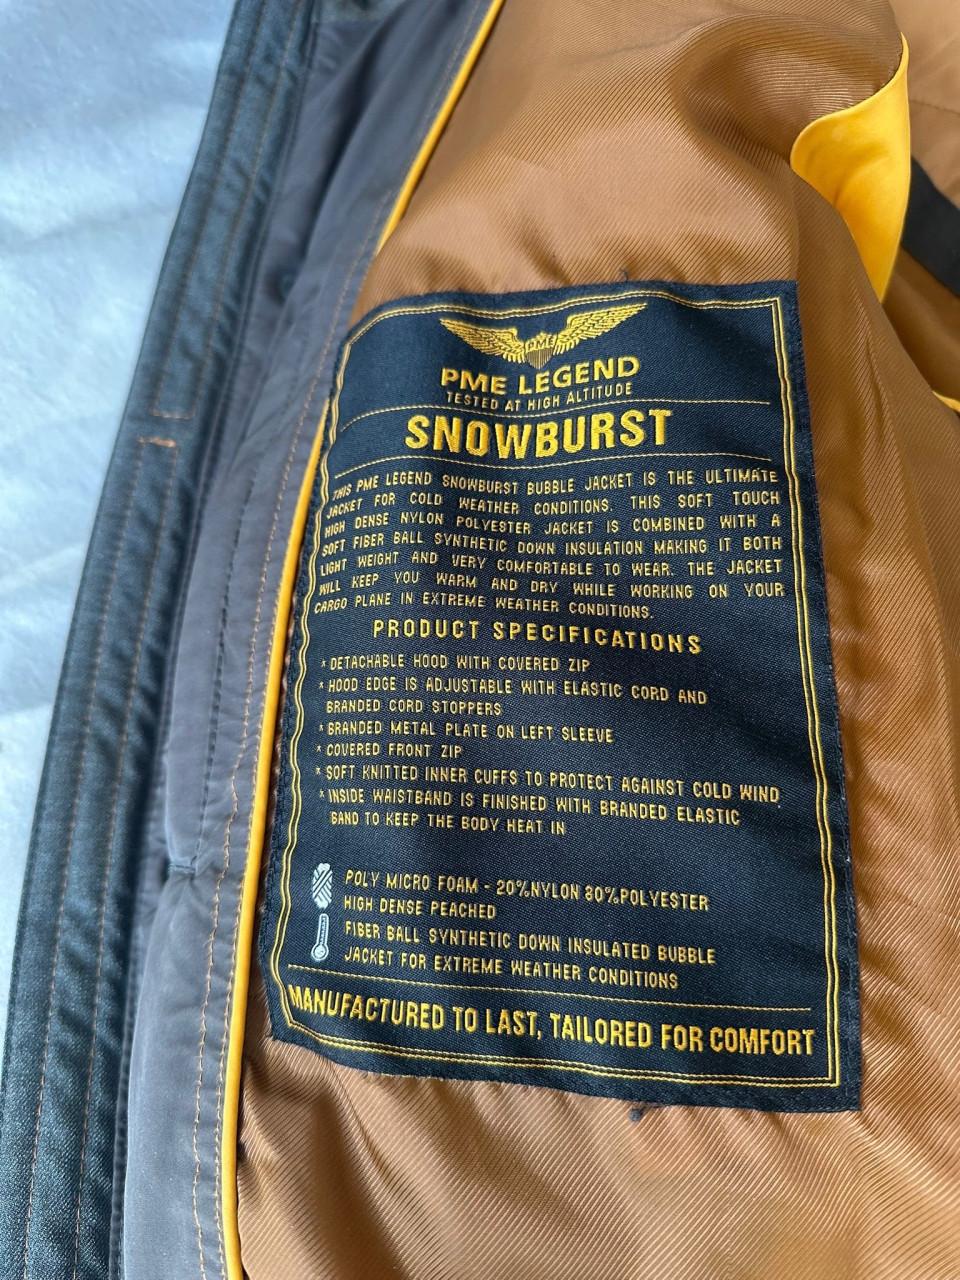 PME LEGEND
TESTED AT HIGH ALTITUDE
SNOWBURST
THIS PME LEGEND SNOWBURST BUBBLE JACKET IS THE ULTIMATE
JACKET FOR COLD WEATHER CONDITIONS. THIS SOFT TOUCH
HIGH DENSE NYLON POLYESTER JACKET IS COMBINED WITH A
SOFT FIBER BALL SYNTHETIC DOWN INSULATION MAKING IT BOTH
LIGHT WEIGHT AND VERY COMFORTABLE TO WEAR. THE JACKET
WILL KEEP YOU WARM AND DRY WHILE WORKING ON YOUR
CARGO PLANE IN EXTREME WEATHER CONDITIONS.
PRODUCT SPECIFICATIONS
* DETACHABLE HOOD WITH COVERED ZIP
* HOOD EDGE IS ADJUSTABLE WITH ELASTIC CORD AND
BRANDED CORD STOPPERS
* BRANDED METAL PLATE ON LEFT SLEEVE
* COVERED FRONT ZIP
* SOFT KNITTED INNER CUFFS TO PROTECT AGAINST COLD WIND.
* INSIDE WAISTBAND IS FINISHED WITH BRANDED ELASTIC
BAND TO KEEP THE BODY HEAT IN
POLY MICRO FOAM - 20%NYLON 80%POLYESTER
HIGH DENSE PEACHED
FIBER BALL SYNTHETIC DOWN INSULATED BUBBLE
JACKET FOR EXTREME WEATHER CONDITIONS
MANUFACTURED TO LAST, TAILORED FOR COMFORT